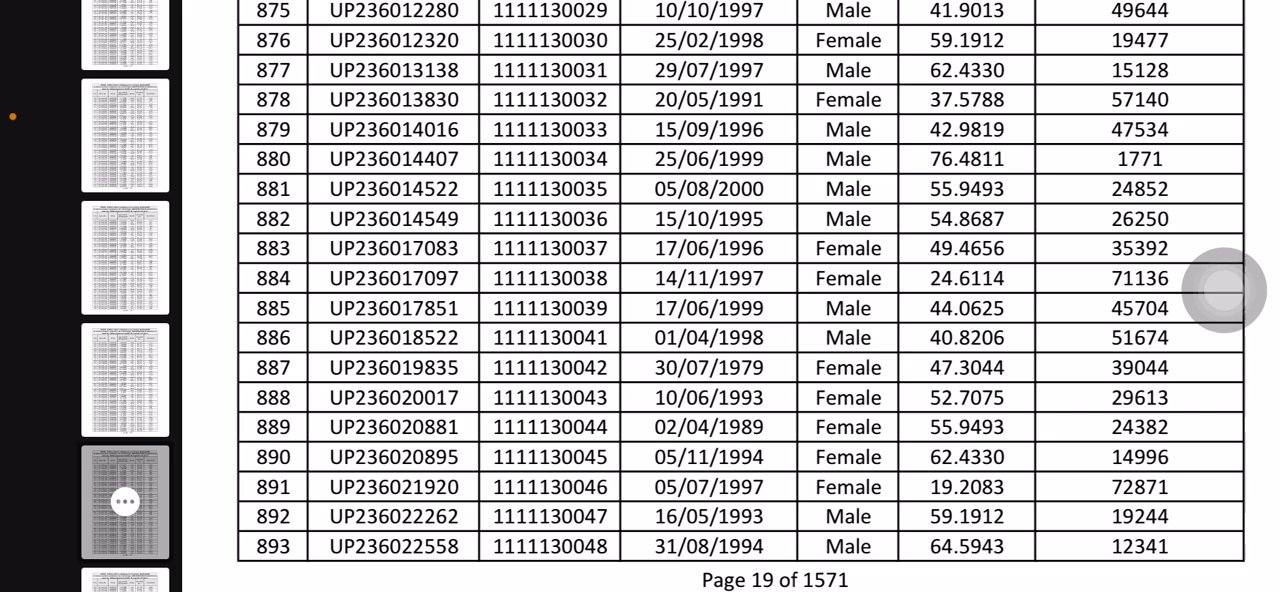 875 UP236012280 1111130029 10/10/1997 Male 41.9013 49644
876 UP236012320 1111130030 25/02/1998 Female 59.1912 19477
877 UP236013138 1111130031 29/07/1997 Male 62.4330 15128
878 UP236013830 1111130032 20/05/1991 Female 37.5788 57140
879 UP236014016 1111130033 15/09/1996 Male 42.9819 47534
880 UP236014407 1111130034 25/06/1999 Male 76.4811 1771
881 UP236014522 1111130035 05/08/2000 Male 55.9493 24852
882 UP236014549 1111130036 15/10/1995 Male 54.8687 26250
883 UP236017083 1111130037 17/06/1996 Female 49.4656 35392
884 UP236017097 1111130038 14/11/1997 Female 24.6114 71136
885 UP236017851 1111130039 17/06/1999 Male 44.0625 45704
886 UP236018522 1111130041 01/04/1998 Male 40.8206 51674
887 UP236019835 1111130042 30/07/1979 Female 47.3044 39044
888 UP236020017 1111130043 10/06/1993 Female 52.7075 29613
889 UP236020881 1111130044 02/04/1989 Female 55.9493 24382
890 UP236020895 1111130045 05/11/1994 Female 62.4330 14996
891 UP236021920 1111130046 05/07/1997 Female 19.2083 72871
892 UP236022262 1111130047 16/05/1993 Male 59.1912 19244
893 UP236022558 1111130048 31/08/1994 Male 64.5943 12341
Page 19 of 1571